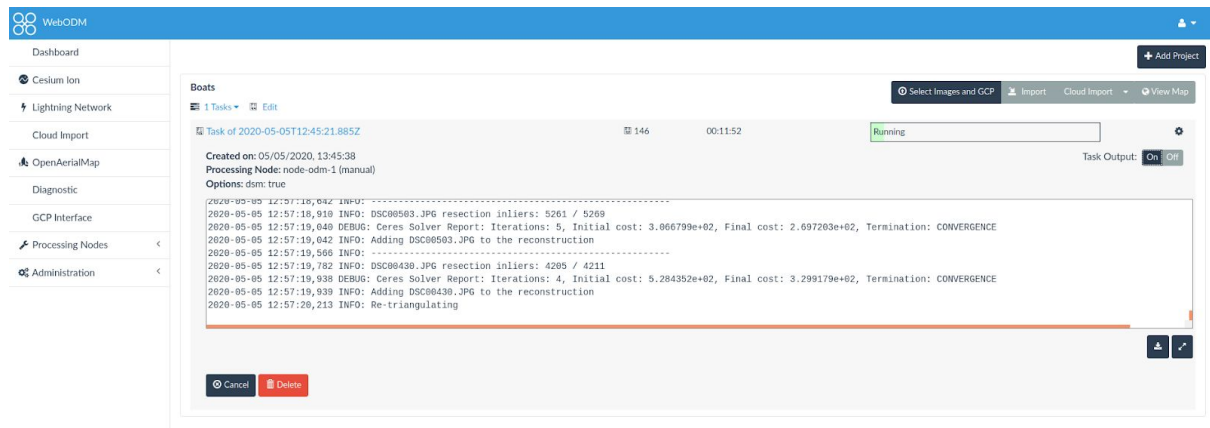 WebODM
Dashboard
Cesium Ion
Lightning Network
Cloud Import
OpenAerialMap
Diagnostic
GCP Interface
Processing Nodes
Administration
Add Project
Boats
Select Images and GCP Import Cloud Import View Map
1 Tasks Edit
Task of 2020-05-05T12:45:21.885Z 146 00:11:52 Running
Created on: 05/05/2020, 13:45:38 Task Output: On Off
Processing Node: node-odm-1 (manual)
Options: dsm: true
2020-05-05 12:57:18,642 INFO: -------------------------------------------------------
2020-05-05 12:57:18,910 INFO: DSC00503.JPG resection inliers: 5261 / 5269
2020-05-05 12:57:19,040 DEBUG: Ceres Solver Report: Iterations: 5, Initial cost: 3.066799e+02, Final cost: 2.697203e+02, Termination: CONVERGENCE
2020-05-05 12:57:19,042 INFO: Adding DSC00503.JPG to the reconstruction
2020-05-05 12:57:19,566 INFO: -------------------------------------------------------
2020-05-05 12:57:19,782 INFO: DSC00430.JPG resection inliers: 4205 / 4211
2020-05-05 12:57:19,938 DEBUG: Ceres Solver Report: Iterations: 4, Initial cost: 5.284352e+02, Final cost: 3.299179e+02, Termination: CONVERGENCE
2020-05-05 12:57:19,939 INFO: Adding DSC00430.JPG to the reconstruction
2020-05-05 12:57:20,213 INFO: Re-triangulating
Cancel Delete